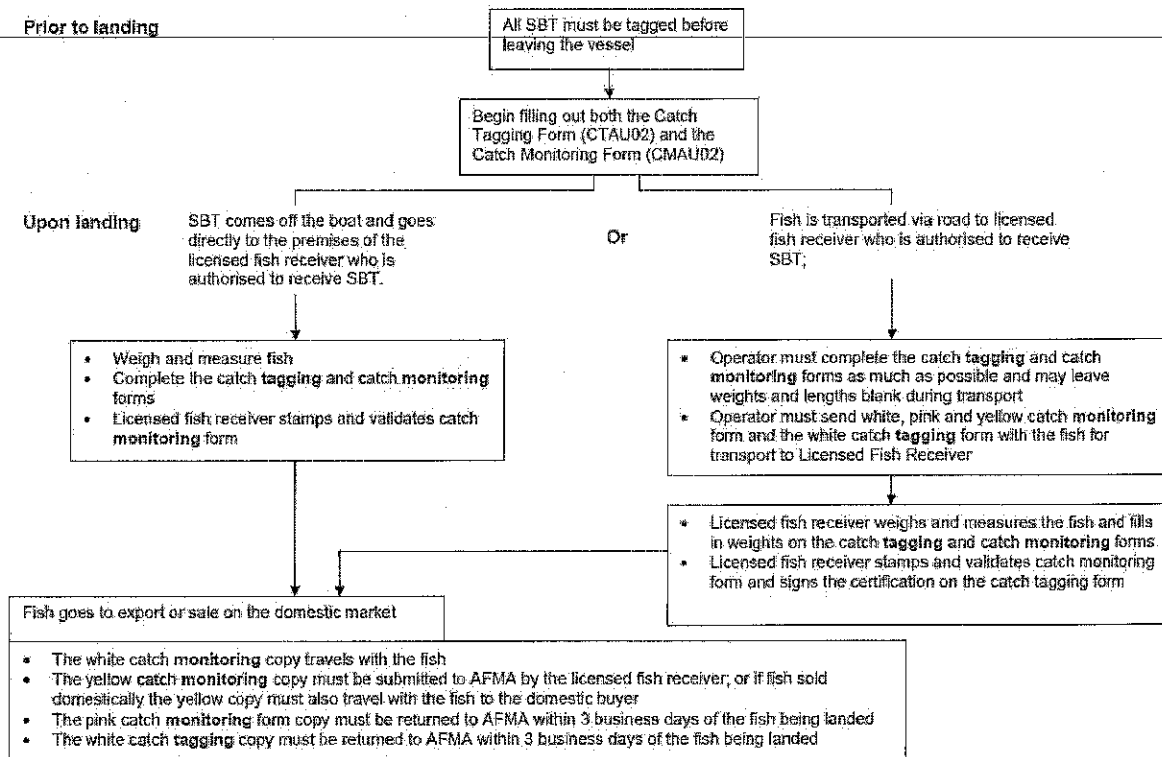 Prior to landing
All SBT must be tagged before
leaving the vessel
Begin filling out both the Catch
Tagging Form (CTAU02) and the
Catch Monitoring Form (CMAU02)
Upon landing
SBT comes off the boat and goes
directly to the premises of the
licensed fish receiver who is
authorised to receive SBT.
Or
Fish is transported via road to licensed
fish receiver who is authorised to receive
SBT;
• Weigh and measure fish
• Complete the catch tagging and catch monitoring
forms
• Licensed fish receiver stamps and validates catch
monitoring form
• Operator must complete the catch tagging and catch
monitoring forms as much as possible and may leave
weights and lengths blank during transport
• Operator must send white, pink and yellow catch monitoring
form and the white catch tagging form with the fish for
transport to Licensed Fish Receiver
• Licensed fish receiver weighs and measures the fish and fills
in weights on the catch tagging and catch monitoring forms.
• Licensed fish receiver stamps and validates catch monitoring
form and signs the certification on the catch tagging form
Fish goes to export or sale on the domestic market
• The white catch monitoring copy travels with the fish
• The yellow catch monitoring copy must be submitted to AFMA by the licensed fish receiver; or if fish sold
domestically the yellow copy must also travel with the fish to the domestic buyer
• The pink catch monitoring form copy must be returned to AFMA within 3 business days of the fish being landed
• The white catch tagging copy must be returned to AFMA within 3 business days of the fish being landed